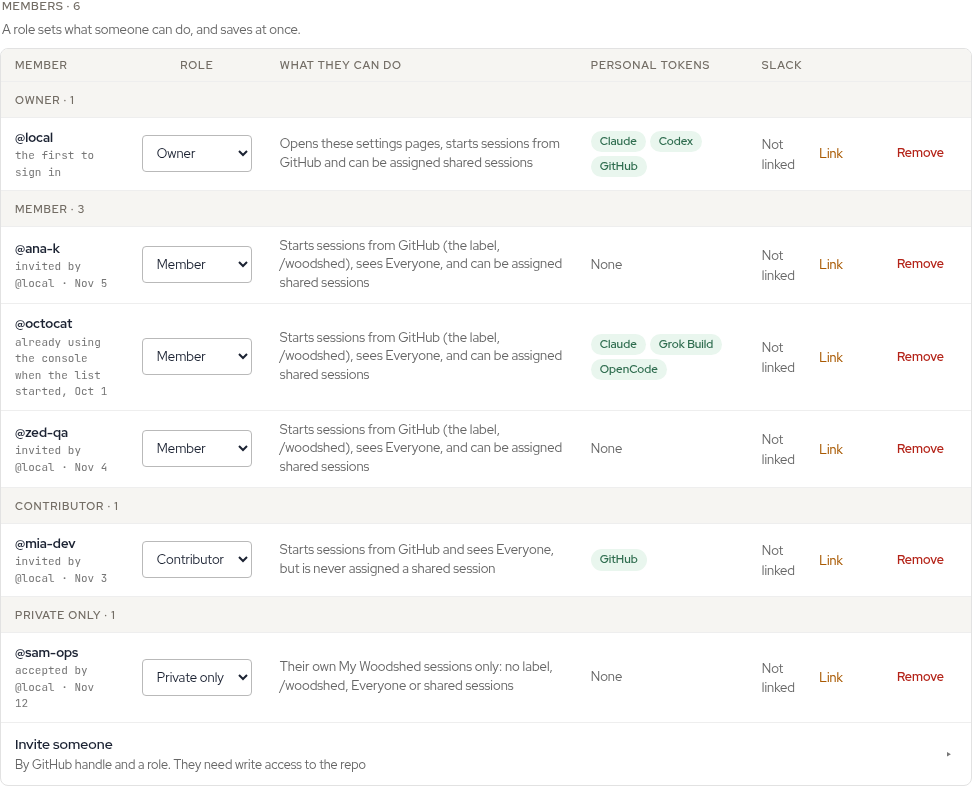 MEMBERS · 6
A role sets what someone can do, and saves at once.
MEMBER ROLE WHAT THEY CAN DO PERSONAL TOKENS SLACK
OWNER · 1
@local
the first to
sign in
Owner
Opens these settings pages, starts sessions from
GitHub and can be assigned shared sessions
Claude Codex
GitHub
Not
linked
Link
Remove
MEMBER · 3
@ana-k
invited by
@local · Nov 5
Member
Starts sessions from GitHub (the label,
/woodshed), sees Everyone, and can be assigned
shared sessions
None
Not
linked
Link
Remove
@octocat
already using
the console
when the list
started, Oct 1
Member
Starts sessions from GitHub (the label,
/woodshed), sees Everyone, and can be assigned
shared sessions
Claude Grok Build
OpenCode
Not
linked
Link
Remove
@zed-qa
invited by
@local · Nov 4
Member
Starts sessions from GitHub (the label,
/woodshed), sees Everyone, and can be assigned
shared sessions
None
Not
linked
Link
Remove
CONTRIBUTOR · 1
@mia-dev
invited by
@local · Nov 3
Contributor
Starts sessions from GitHub and sees Everyone,
but is never assigned a shared session
GitHub
Not
linked
Link
Remove
PRIVATE ONLY · 1
@sam-ops
accepted by
@local · Nov
12
Private only
Their own My Woodshed sessions only: no label,
/woodshed, Everyone or shared sessions
None
Not
linked
Link
Remove
Invite someone
By GitHub handle and a role. They need write access to the repo